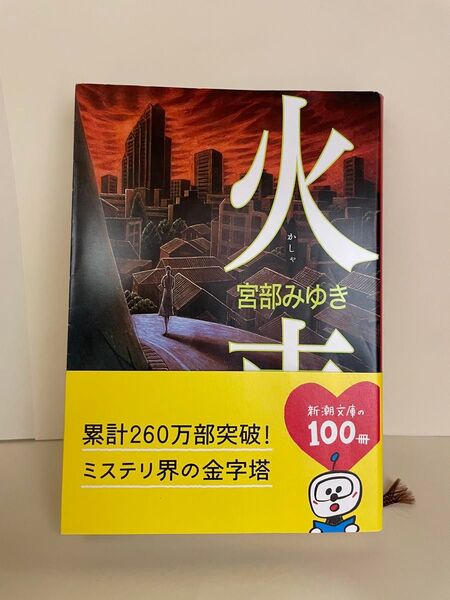 火車
かしゃ
宮部みゆき
累計260万部突破!
ミステリ界の金字塔
新潮文庫の
100冊